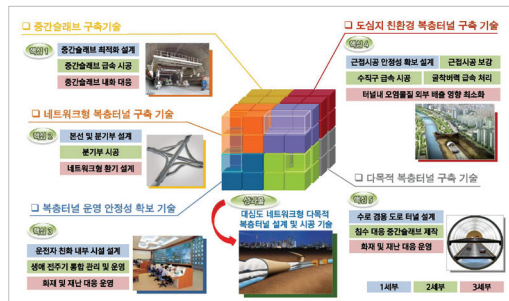 □ 중간슬래브 구축기술
핵심 1
중간슬래브 최적화 설계
중간슬래브 급속 시공
중간슬래브 내화 대응
□ 네트워크형 복층터널 구축 기술
핵심 2
본선 및 분기부 설계
분기부 시공
네트워크형 환기 설계
□ 복층터널 운영 안정성 확보 기술
핵심 3
운전자 친화 내부 시설 설계
생애 전주기 통합 관리 및 운영
화재 및 재난 대응 운영
성과물
대심도 네트워크형 다목적
복층터널 설계 및 시공 기술
□ 도심지 친환경 복층터널 구축 기술
핵심 4
근접시공 안정성 확보 설계 근접시공 보강
수직구 급속 시공 굴착버력 급속 처리
터널내 오염물질 외부 배출 영향 최소화
□ 다목적 복층터널 구축 기술
핵심 5
수로 겸용 도로 터널 설계
침수 대응 중간슬래브 제작
화재 및 재난 대응 운영
1세부 2세부 3세부